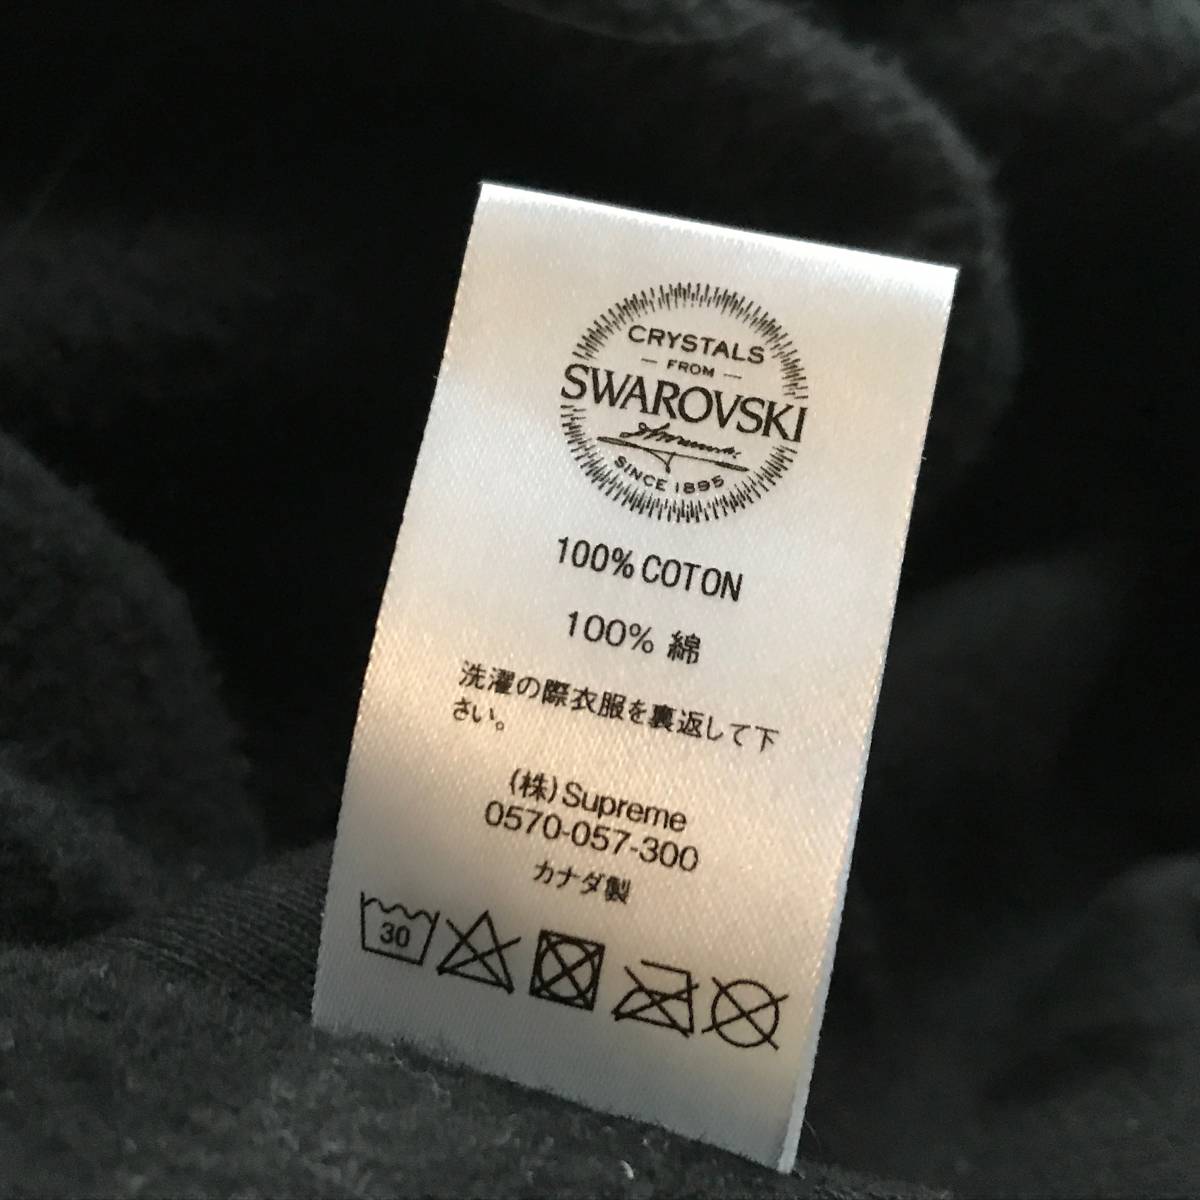 CRYSTALS
— FROM —
SWAROVSKI
SINCE 1895
100% COTON
100% 綿
洗濯の際衣服を裏返して下
さい。
(株) Supreme
0570-057-300
カナダ製
30